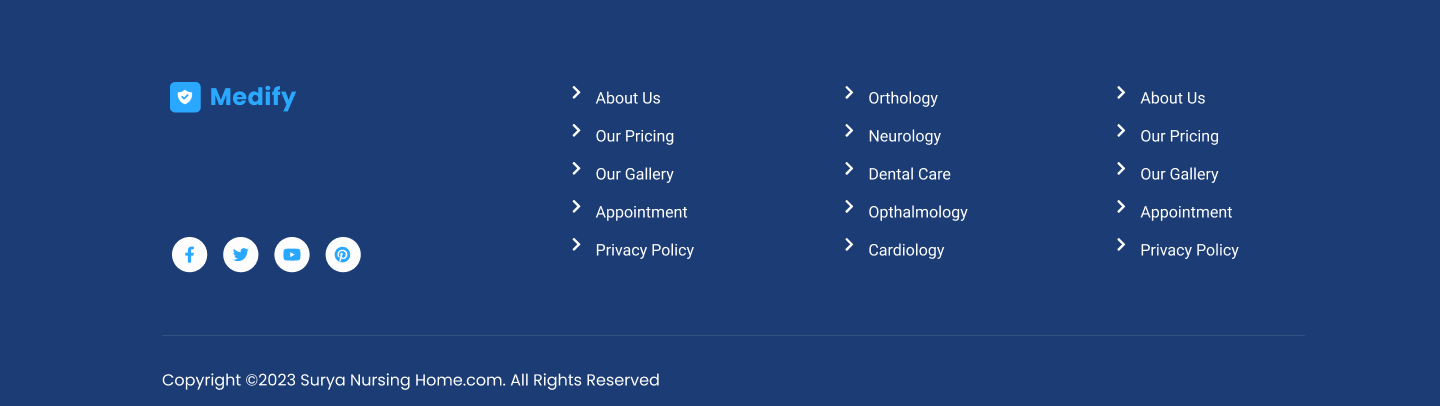 Medify
About Us
Our Pricing
Our Gallery
Appointment
Privacy Policy
Orthology
Neurology
Dental Care
Opthalmology
Cardiology
About Us
Our Pricing
Our Gallery
Appointment
Privacy Policy
Copyright ©2023 Surya Nursing Home.com. All Rights Reserved